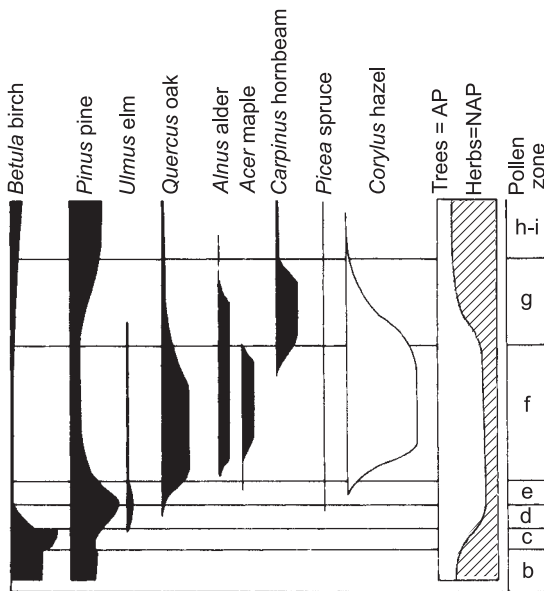 Betula birch
Pinus pine
Ulmus elm
Quercus oak
Alnus alder
Acer maple
Carpinus hornbeam
Picea spruce
Corylus hazel
Trees = AP
Herbs=NAP
Pollen
zone
h-i
g
f
e
d
c
b